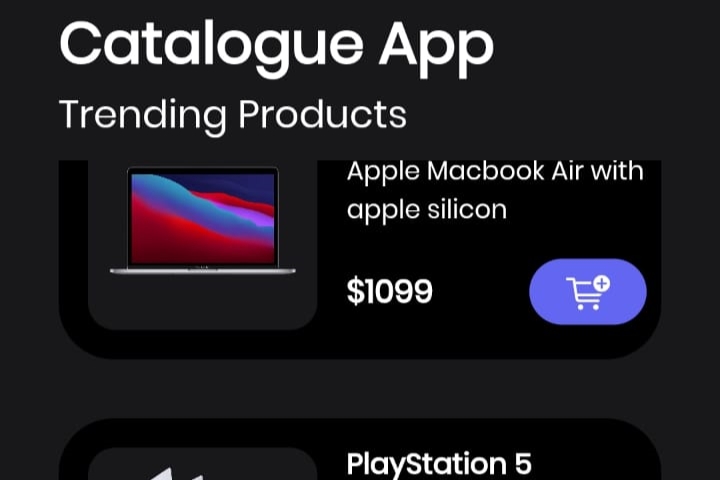 Catalogue App
Trending Products
Apple Macbook Air with
apple silicon
$1099
PlayStation 5